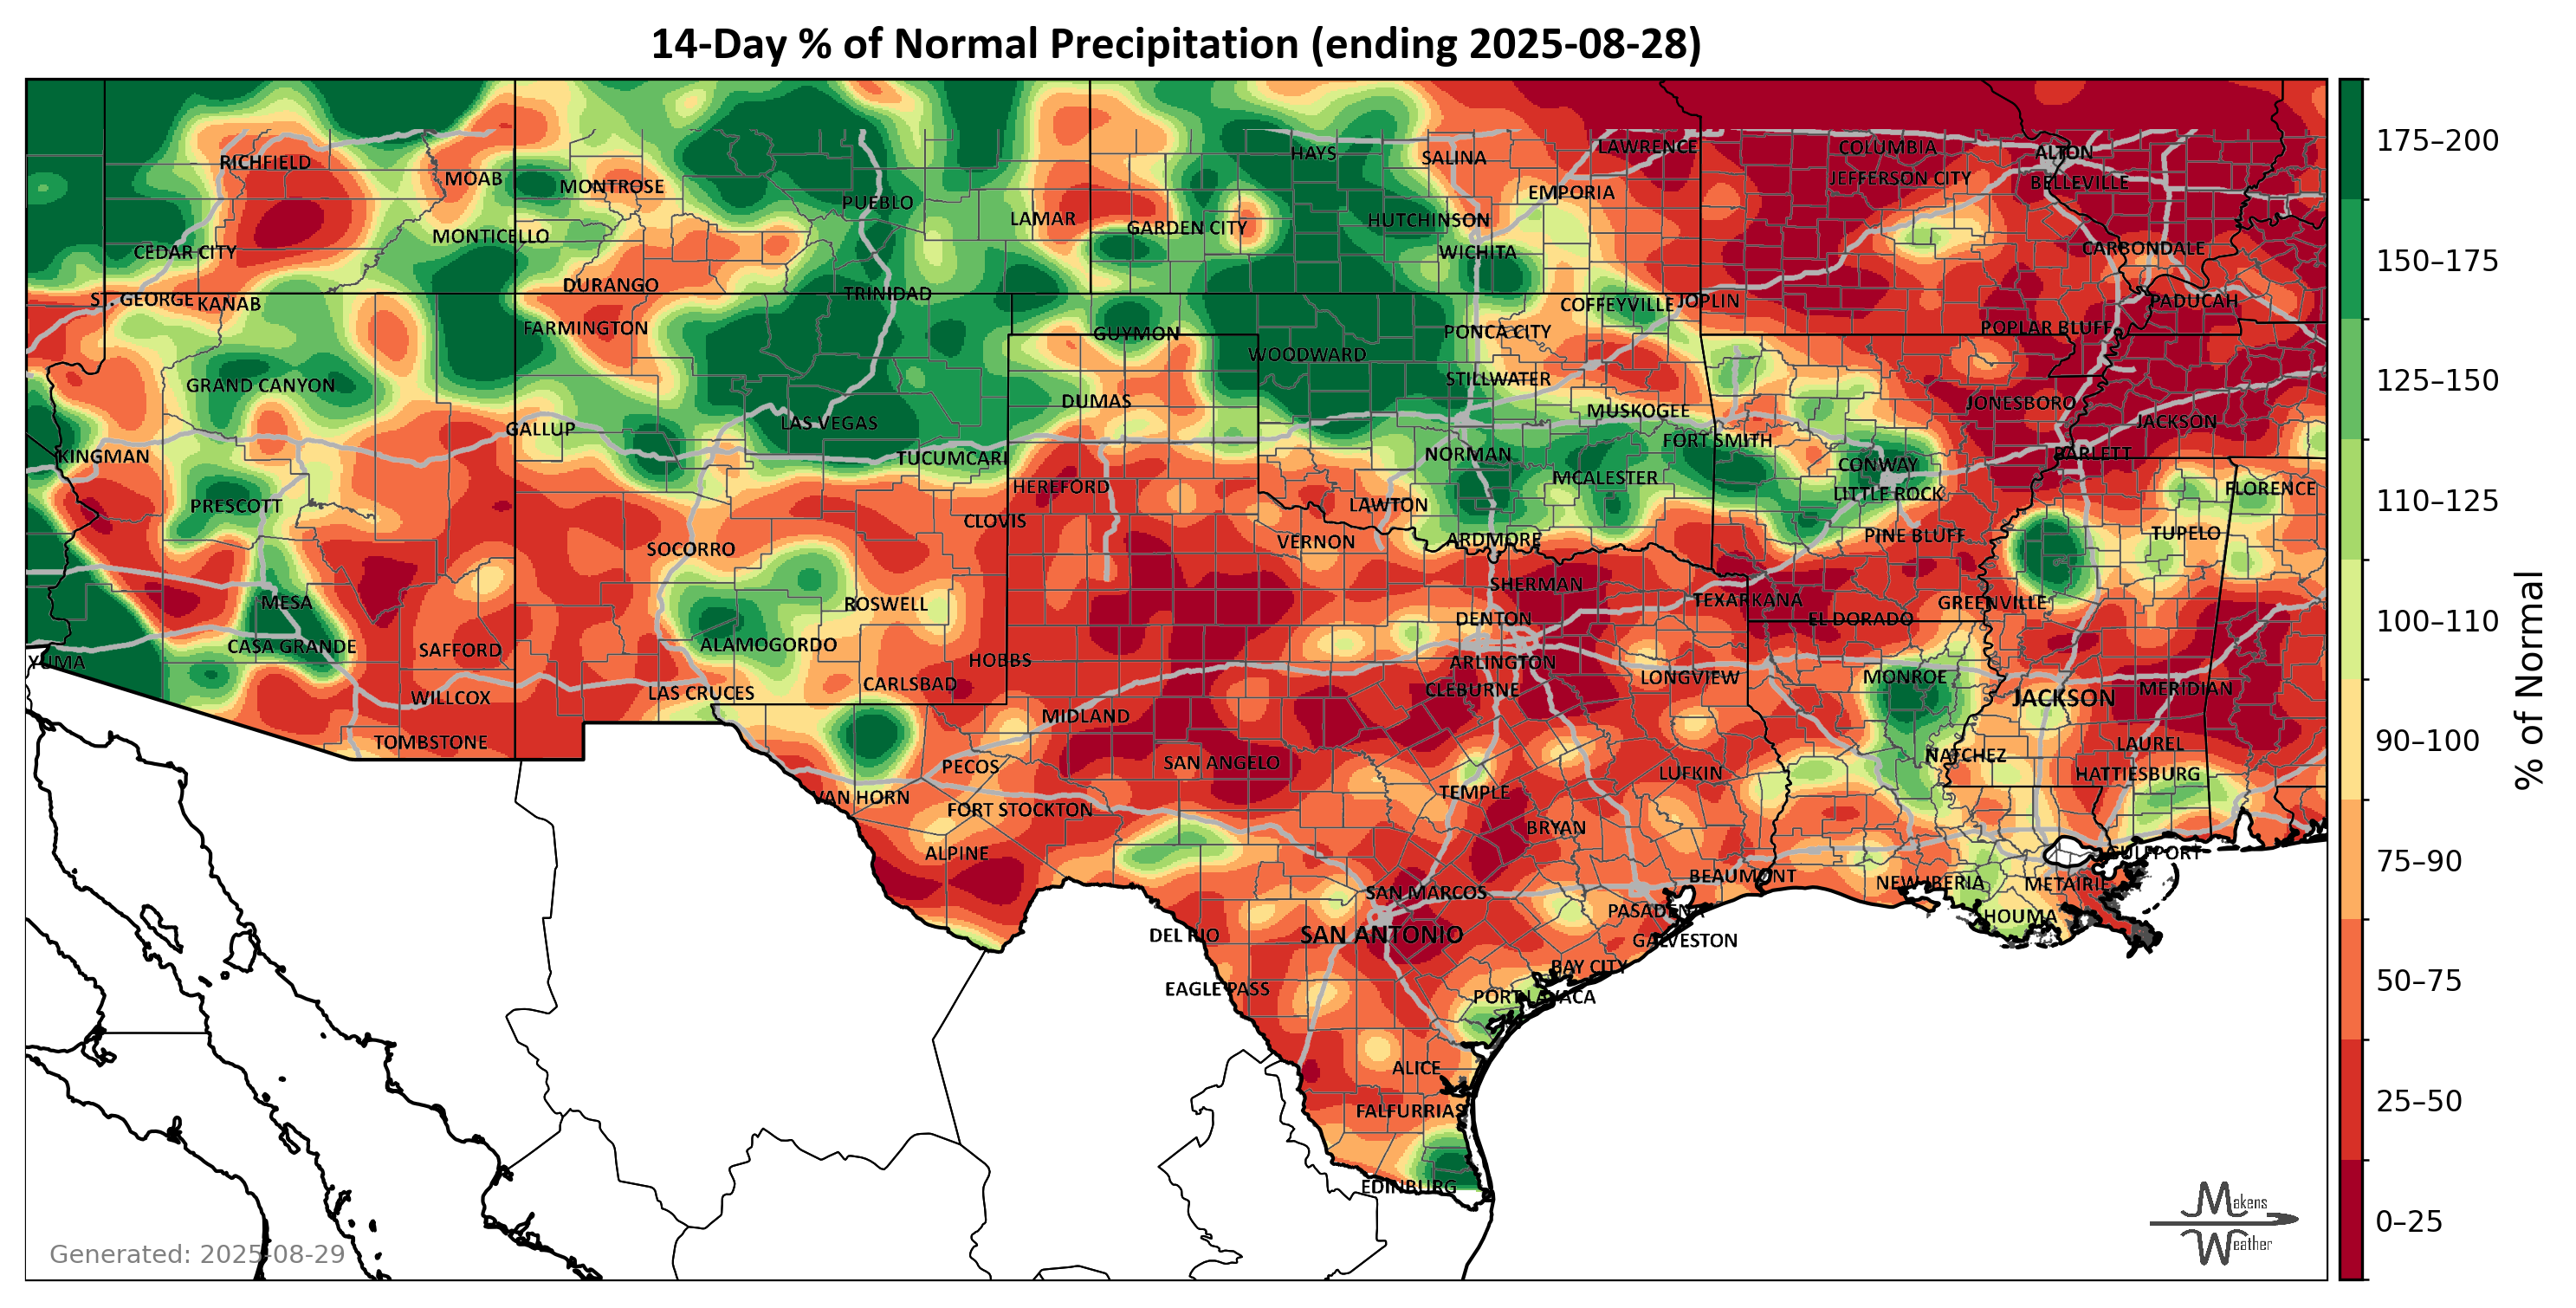 14-Day % of Normal Precipitation (ending 2025-08-28)
HAYS
SALINA
LAWRENCE
COLUMBIA
ALTON
RICHFIELD
MOAB
MONTROSE
EMPORIA
JEFFERSON CITY
BELLEVILLE
PUEBLO
LAMAR
GARDEN CITY
HUTCHINSON
MONTICELLO
CEDAR CITY
WICHITA
CARBONDALE
DURANGO
TRINIDAD
ST. GEORGE
KANAB
COFFEYVILLE
JOPLIN
PADUCAH
FARMINGTON
GUYMON
PONCA CITY
POPLAR BLUFF
WOODWARD
GRAND CANYON
STILLWATER
DUMAS
MUSKOGEE
JONESBORO
JACKSON
GALLUP
LAS VEGAS
FORT SMITH
KINGMAN
TUCUMCARI
NORMAN
BARLETT
CONWAY
HEREFORD
MCALESTER
LITTLE ROCK
FLORENCE
PRESCOTT
LAWTON
CLOVIS
SOCORRO
VERNON
ARDMORE
PINE BLUFF
TUPELO
SHERMAN
MESA
ROSWELL
TEXARKANA
GREENVILLE
DENTON
EL DORADO
CASA GRANDE
SAFFORD
ALAMOGORDO
YUMA
HOBBS
ARLINGTON
WILLCOX
LAS CRUCES
CARLSBAD
CLEBURNE
LONGVIEW
MONROE
JACKSON
MERIDIAN
MIDLAND
TOMBSTONE
PECOS
SAN ANGELO
NATCHEZ
LAUREL
VAN HORN
FORT STOCKTON
TEMPLE
LUFKIN
HATTIESBURG
BRYAN
ALPINE
GULFPORT
SAN MARCOS
BEAUMONT
NEW IBERIA
METAIRIE
DEL RIO
SAN ANTONIO
PASADENA
HOUMA
GALVESTON
EAGLE PASS
BAY CITY
PORT LAVACA
ALICE
FALFURRIAS
EDINBURG
Generated: 2025-08-29
Makens
Weather
175–200
150–175
125–150
110–125
100–110
90–100
75–90
50–75
25–50
0–25
% of Normal